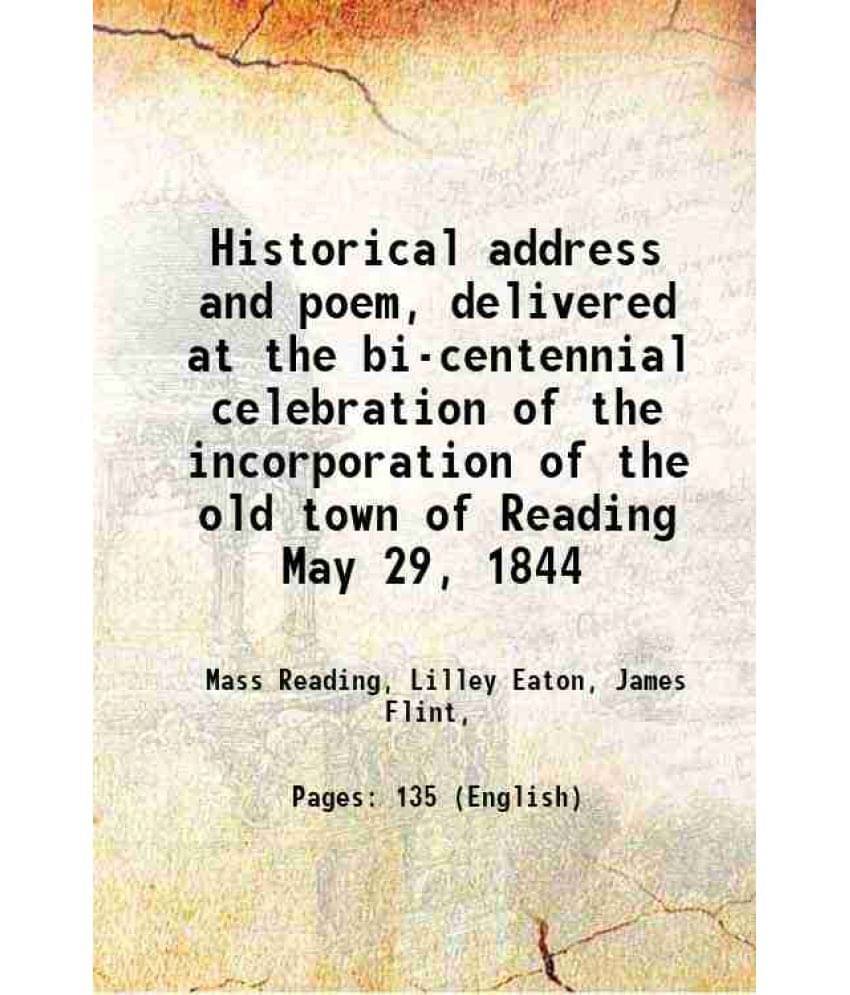 Historical address
and poem, delivered
at the bi-centennial
celebration of the
incorporation of the
old town of Reading
May 29, 1844
Mass Reading, Lilley Eaton, James
Flint,
Pages: 135 (English)